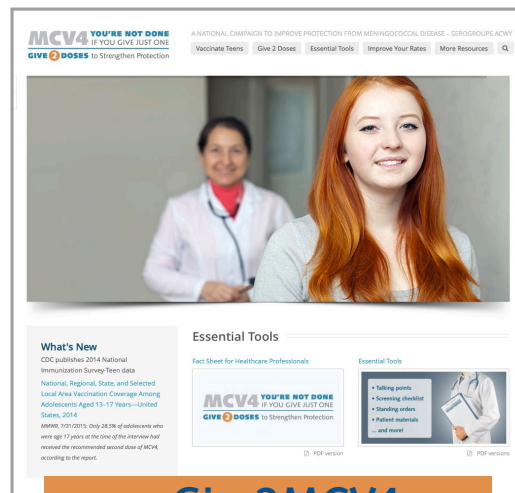 MCV4 YOU'RE NOT DONE
IF YOU GIVE JUST ONE
GIVE 2 DOSES to Strengthen Protection
A NATIONAL CAMPAIGN TO IMPROVE PROTECTION FROM MENINGOCOCCAL DISEASE – SEROGROUPS ACWY
Vaccinate Teens Give 2 Doses Essential Tools Improve Your Rates More Resources
What's New
CDC publishes 2014 National
Immunization Survey-Teen data
National, Regional, State, and Selected
Local Area Vaccination Coverage Among
Adolescents Aged 13-17 Years—United
States, 2014
MMWR, 7/31/2015: Only 28.5% of adolescents who
were age 17 years at the time of the interview had
received the recommended second dose of MCV4,
according to the report.
Essential Tools
Fact Sheet for Healthcare Professionals
MCV4 YOU'RE NOT DONE
IF YOU GIVE JUST ONE
GIVE 2 DOSES to Strengthen Protection
PDF version
Essential Tools
• Talking points
• Screening checklist
• Standing orders
• Patient materials
... and more!
PDF versions
Give2MCV4